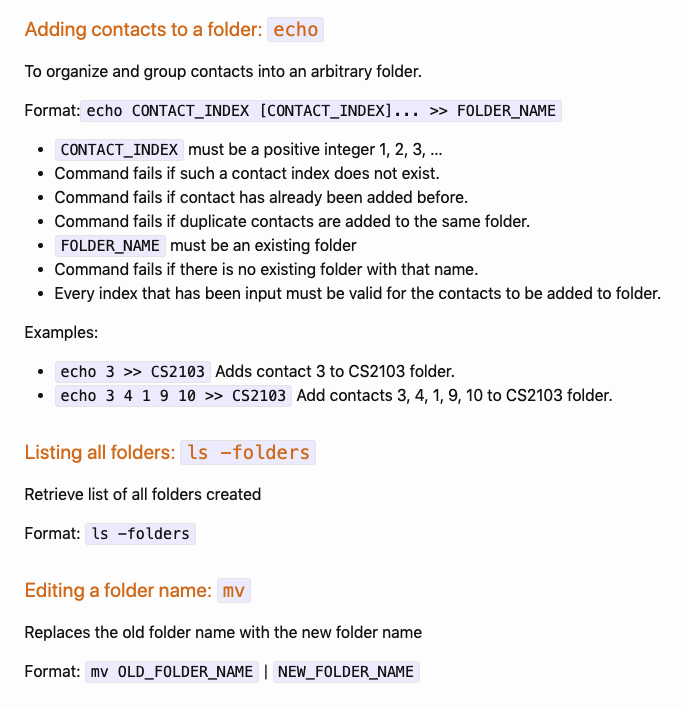 Adding contacts to a folder: echo
To organize and group contacts into an arbitrary folder.
Format: echo CONTACT_INDEX [CONTACT_INDEX]... >> FOLDER_NAME
• CONTACT_INDEX must be a positive integer 1, 2, 3, …
• Command fails if such a contact index does not exist.
• Command fails if contact has already been added before.
• Command fails if duplicate contacts are added to the same folder.
• FOLDER_NAME must be an existing folder
• Command fails if there is no existing folder with that name.
• Every index that has been input must be valid for the contacts to be added to folder.
Examples:
• echo 3 >> CS2103 Adds contact 3 to CS2103 folder.
• echo 3 4 1 9 10 >> CS2103 Add contacts 3, 4, 1, 9, 10 to CS2103 folder.
Listing all folders: ls -folders
Retrieve list of all folders created
Format: ls -folders
Editing a folder name: mv
Replaces the old folder name with the new folder name
Format: mv OLD_FOLDER_NAME | NEW_FOLDER_NAME